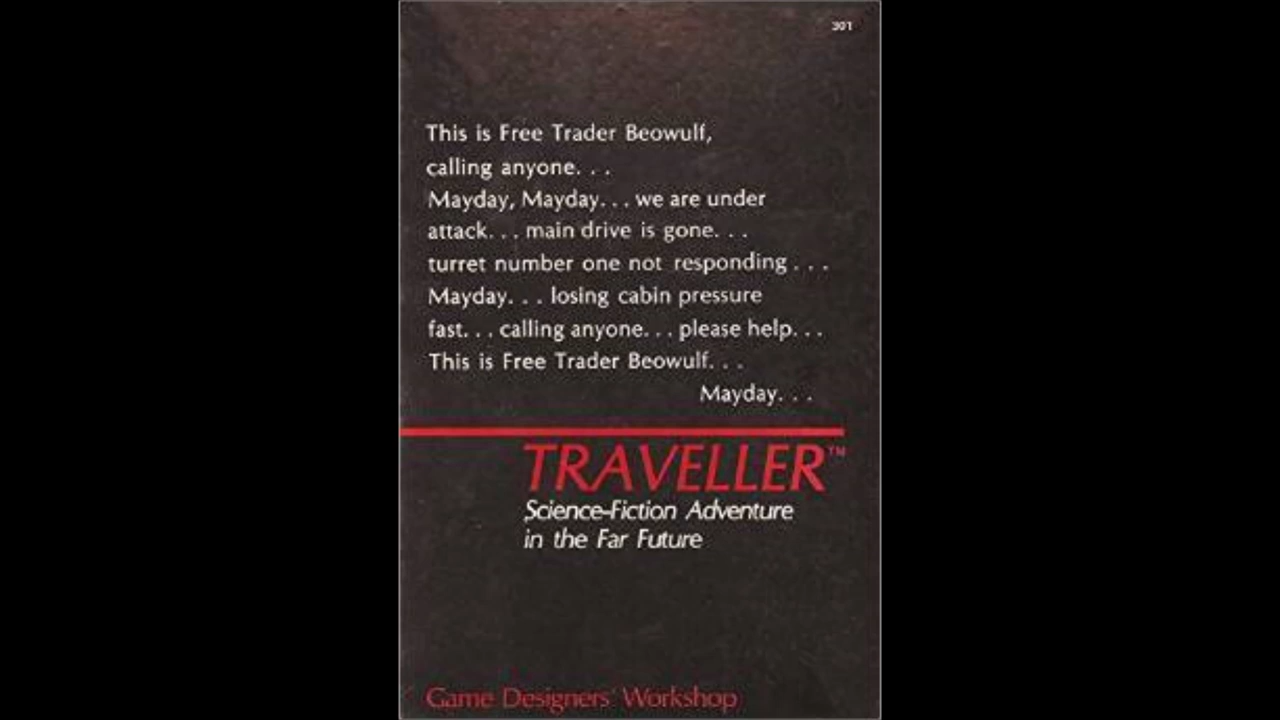 301
This is Free Trader Beowulf,
calling anyone. . .
Mayday, Mayday. . . we are under
attack. . . main drive is gone. . .
turret number one not responding . . .
Mayday. . . losing cabin pressure
fast. . . calling anyone. . . please help. . .
This is Free Trader Beowulf. . .
Mayday. . .
TRAVELLER™
Science-Fiction Adventure
in the Far Future
Game Designers' Workshop